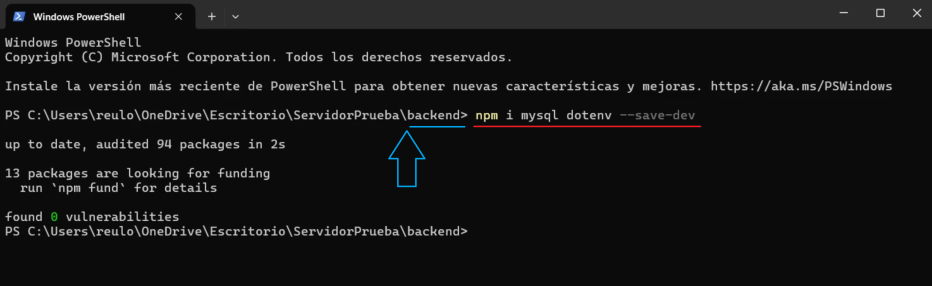 Windows PowerShell
Windows PowerShell
Copyright (C) Microsoft Corporation. Todos los derechos reservados.
Instale la versión más reciente de PowerShell para obtener nuevas características y mejoras. https://aka.ms/PSWindows
PS C:\Users\reulo\OneDrive\Escritorio\ServidorPrueba\backend> npm i mysql dotenv --save-dev
up to date, audited 94 packages in 2s
13 packages are looking for funding
  run `npm fund` for details
found 0 vulnerabilities
PS C:\Users\reulo\OneDrive\Escritorio\ServidorPrueba\backend>